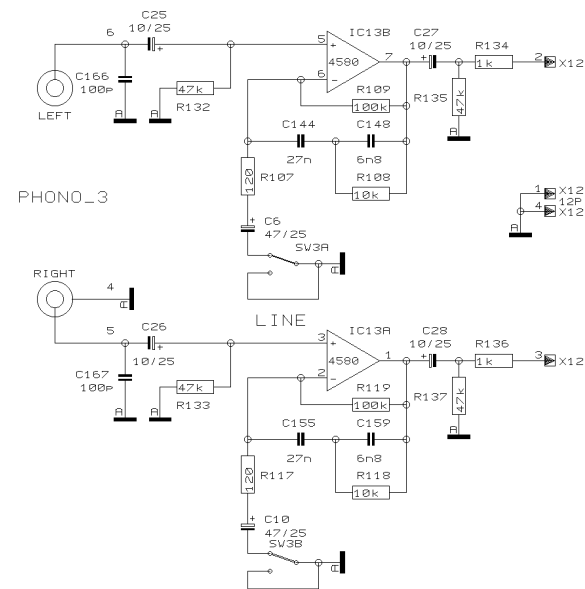 C25
10/25
6
C166
100p
A
LEFT
A
47k
R132
5
+
IC13B
4580
7
6
-
R109
100k
C27
10/25
+
R134
1k
2
X12
R135
47k
A
C144
27n
C148
6n8
120
R107
R108
10k
PHONO_3
1
X12
12P
4
X12
A
+
C6
47/25
SW3A
A
RIGHT
4
A
LINE
5
C26
+
10/25
C167
100p
A
A
47k
R133
3
+
IC13A
4580
1
2
-
R119
100k
C28
10/25
+
R136
1k
3
X12
R137
47k
A
C155
27n
C159
6n8
120
R117
R118
10k
+
C10
47/25
SW3B
A